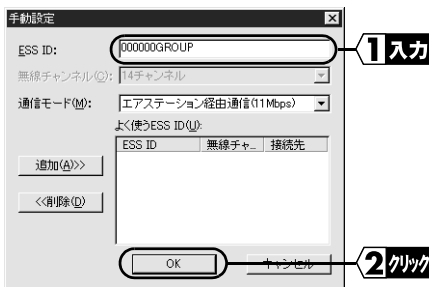 手動設定
ESS ID: 000000GROUP
1 入力
無線チャンネル(C): 14チャンネル
通信モード(M): エアステーション経由通信(11Mbps)
よく使うESS ID(U):
ESS ID 無線チャ... 接続先
追加(A)>>
<<削除(D)
OK キャンセル
2 クリック